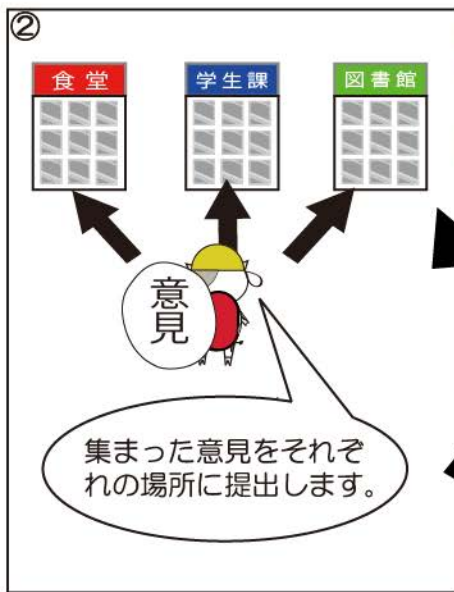 ②
食堂
学生課
図書館
意見
集まった意見をそれぞ
れの場所に提出します。